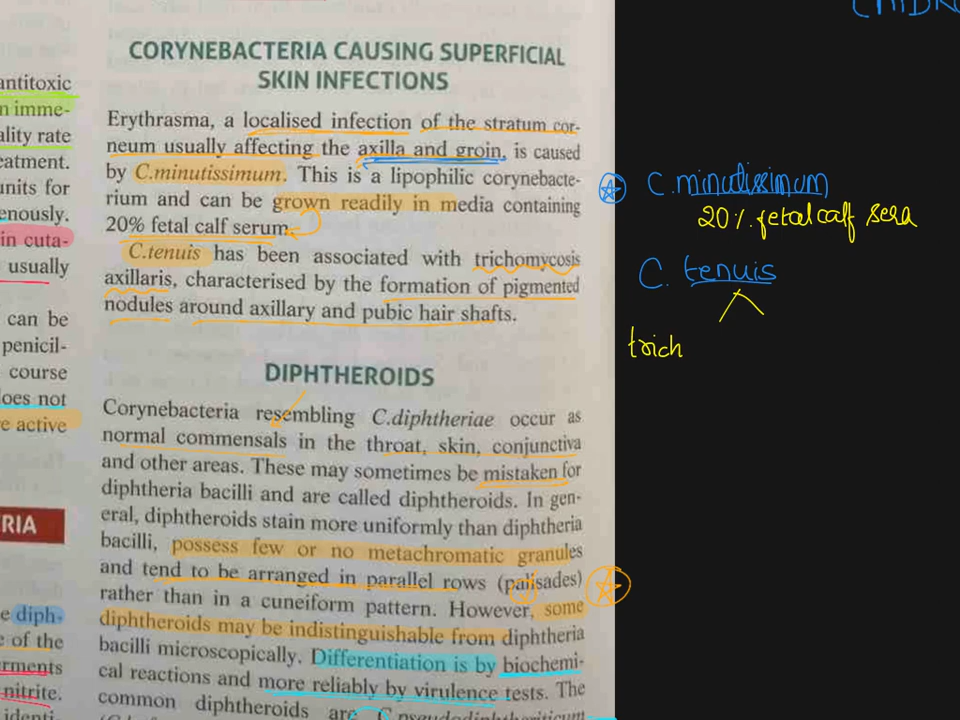 antitoxic
n imme-
ality rate
eatment.
units for
enously.
in cuta-
usually
can be
penicil-
course
oes not
e active
RIA
e diph-
e of the
erments
nitrite.
identi-
CORYNEBACTERIA CAUSING SUPERFICIAL
SKIN INFECTIONS
Erythrasma, a localised infection of the stratum cor-
neum usually affecting the axilla and groin, is caused
by C.minutissimum. This is a lipophilic corynebacte-
rium and can be grown readily in media containing
20% fetal calf serum.
C.tenuis has been associated with trichomycosis
axillaris, characterised by the formation of pigmented
nodules around axillary and pubic hair shafts.
DIPHTHEROIDS
Corynebacteria resembling C.diphtheriae occur as
normal commensals in the throat, skin, conjunctiva
and other areas. These may sometimes be mistaken for
diphtheria bacilli and are called diphtheroids. In gen-
eral, diphtheroids stain more uniformly than diphtheria
bacilli, possess few or no metachromatic granules
and tend to be arranged in parallel rows (palisades)
rather than in a cuneiform pattern. However, some
diphtheroids may be indistinguishable from diphtheria
bacilli microscopically. Differentiation is by biochemi-
cal reactions and more reliably by virulence tests. The
common diphtheroids are C.pseudodiphtheriticum
C.minutissimum
20% fetal calf sera
C. tenuis
trich